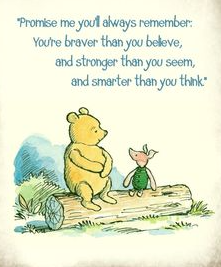 "Promise me you'll always remember:
You're braver than you believe,
and stronger than you seem,
and smarter than you think."